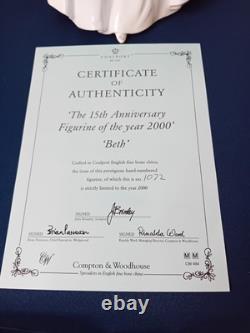 COALPORT
CERTIFICATE
OF
AUTHENTICITY
'The 15th Anniversary
Figurine of the year 2000'
'Beth'
Crafted in Coalport English fine bone china,
the issue of this prestigious hand-numbered
figurine, of which this is no. 1072
is strictly limited to the year 2000
SIGNED
SIGNED
SIGNED
Compton & Woodhouse
Specialists in English fine bone china
M M
CW